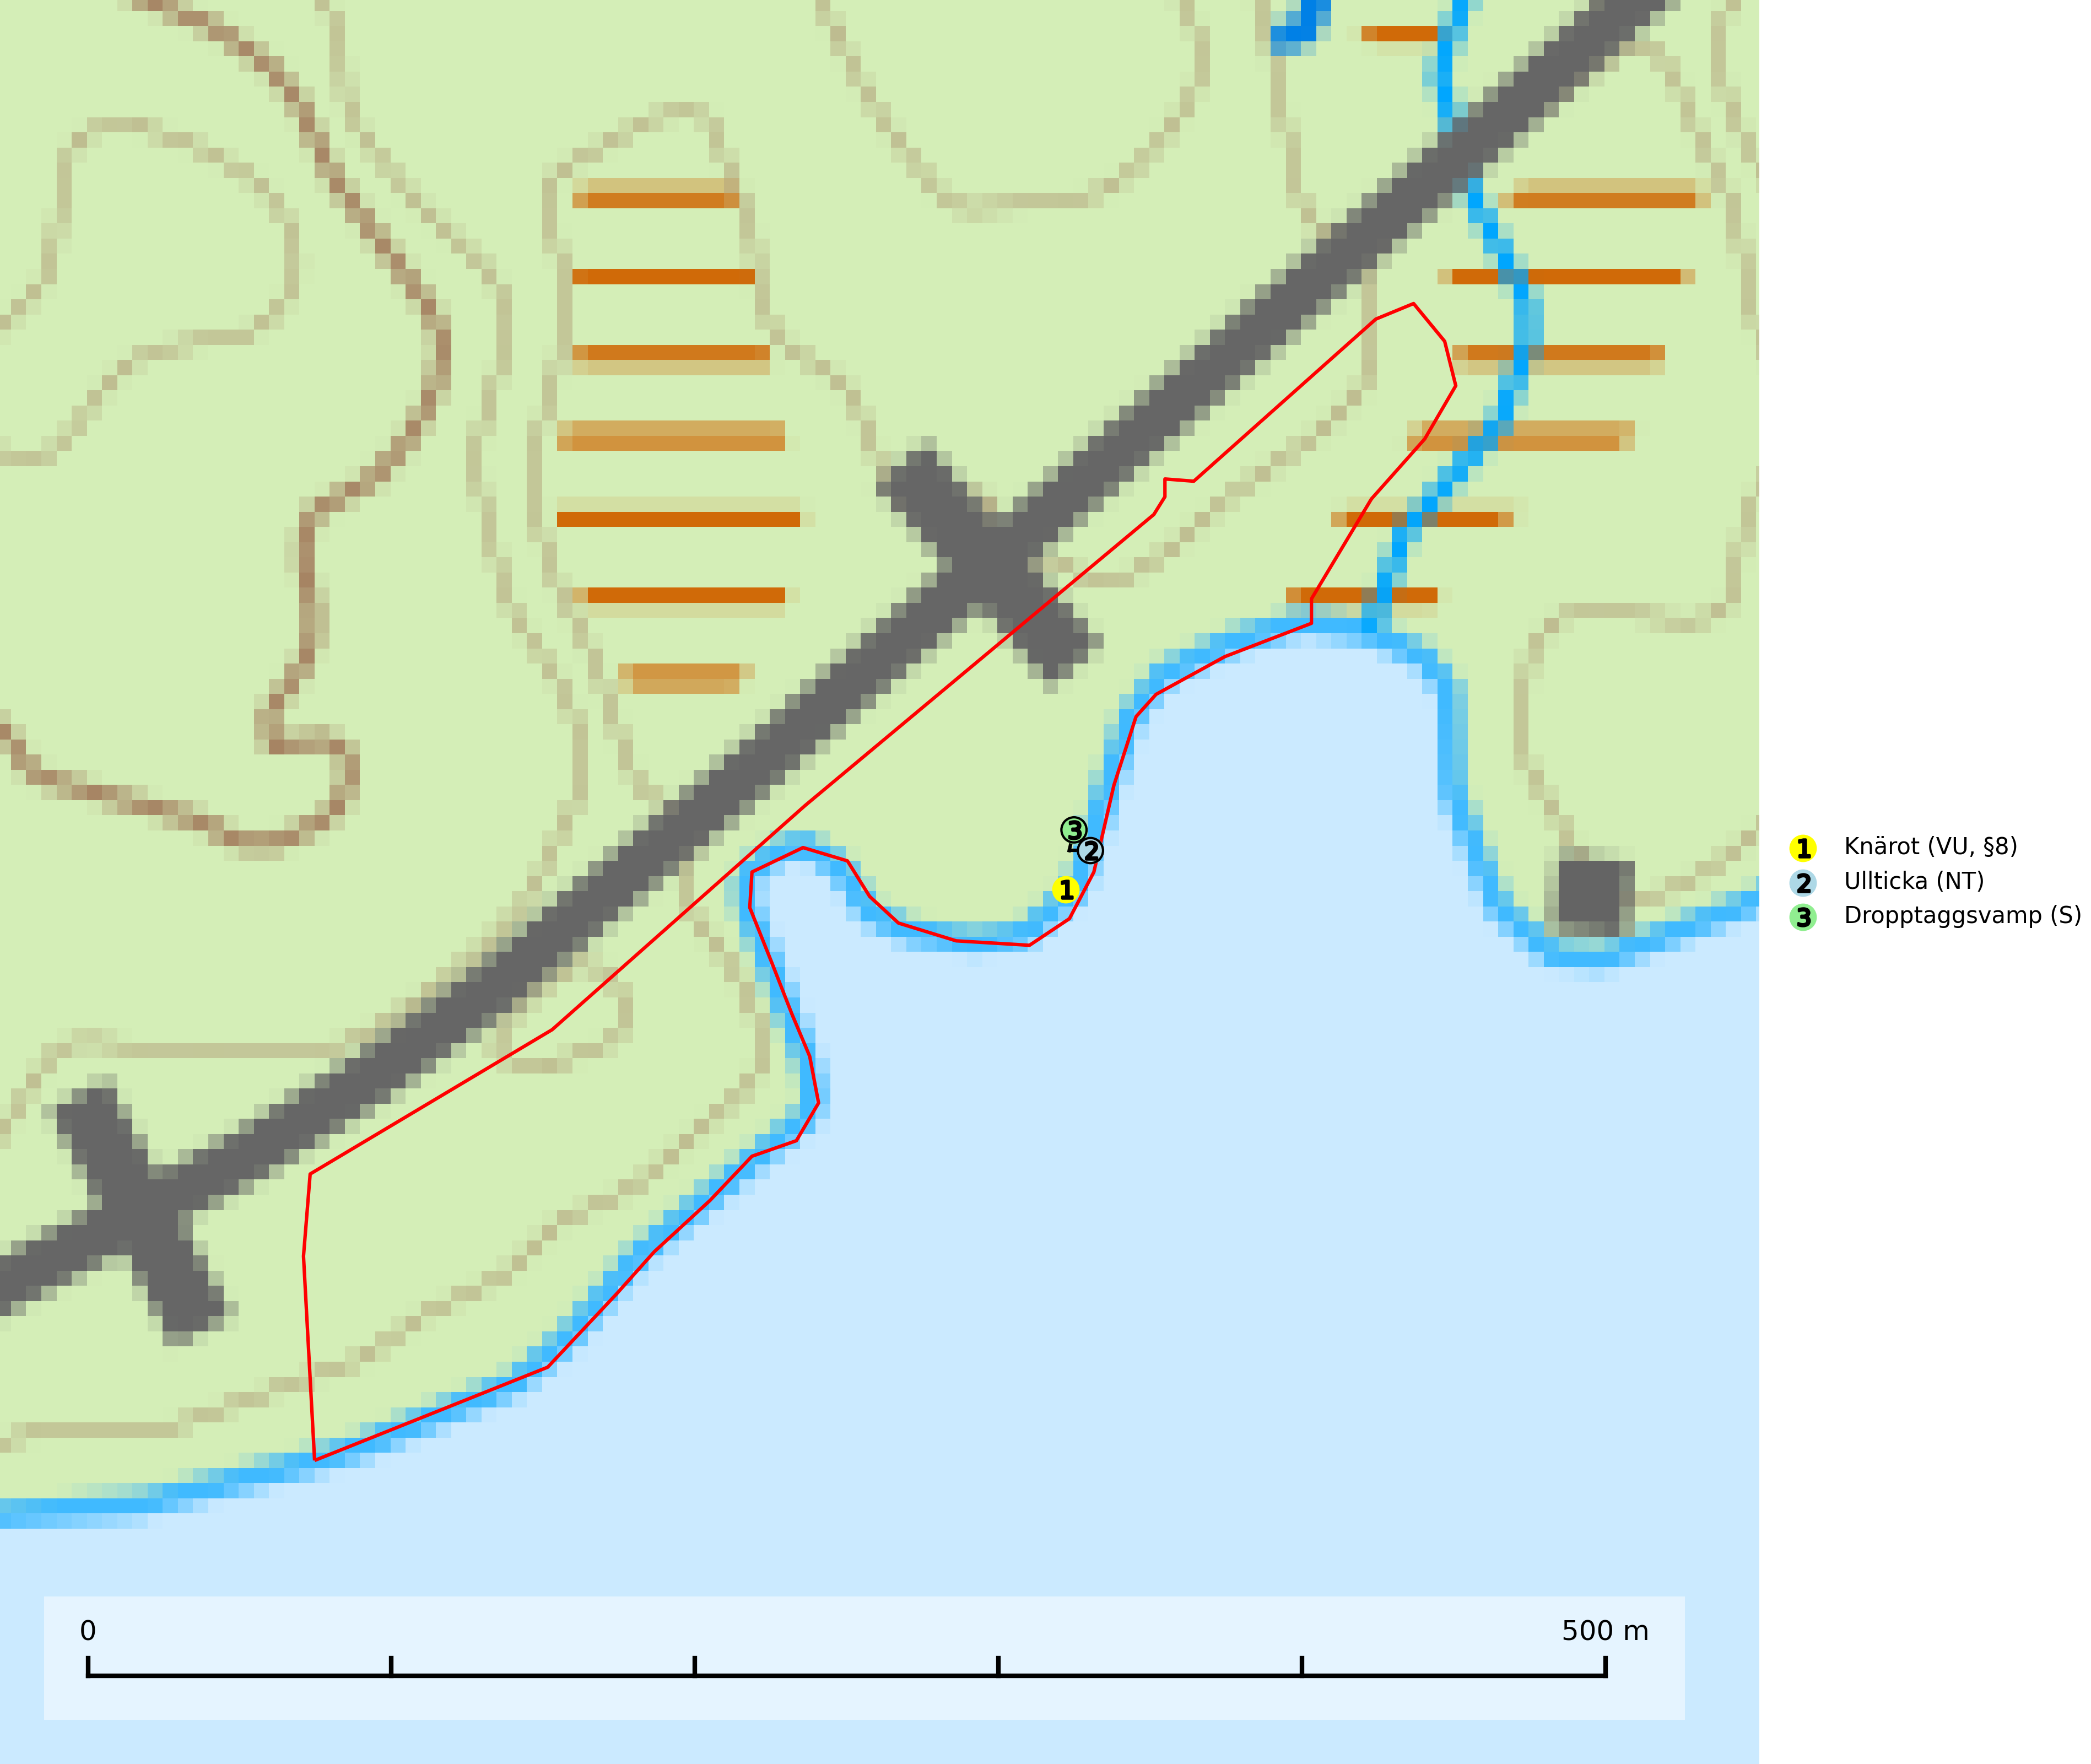 3
2
1
1 Knärot (VU, §8)
2 Ullticka (NT)
3 Dropptaggsvamp (S)
0 500 m